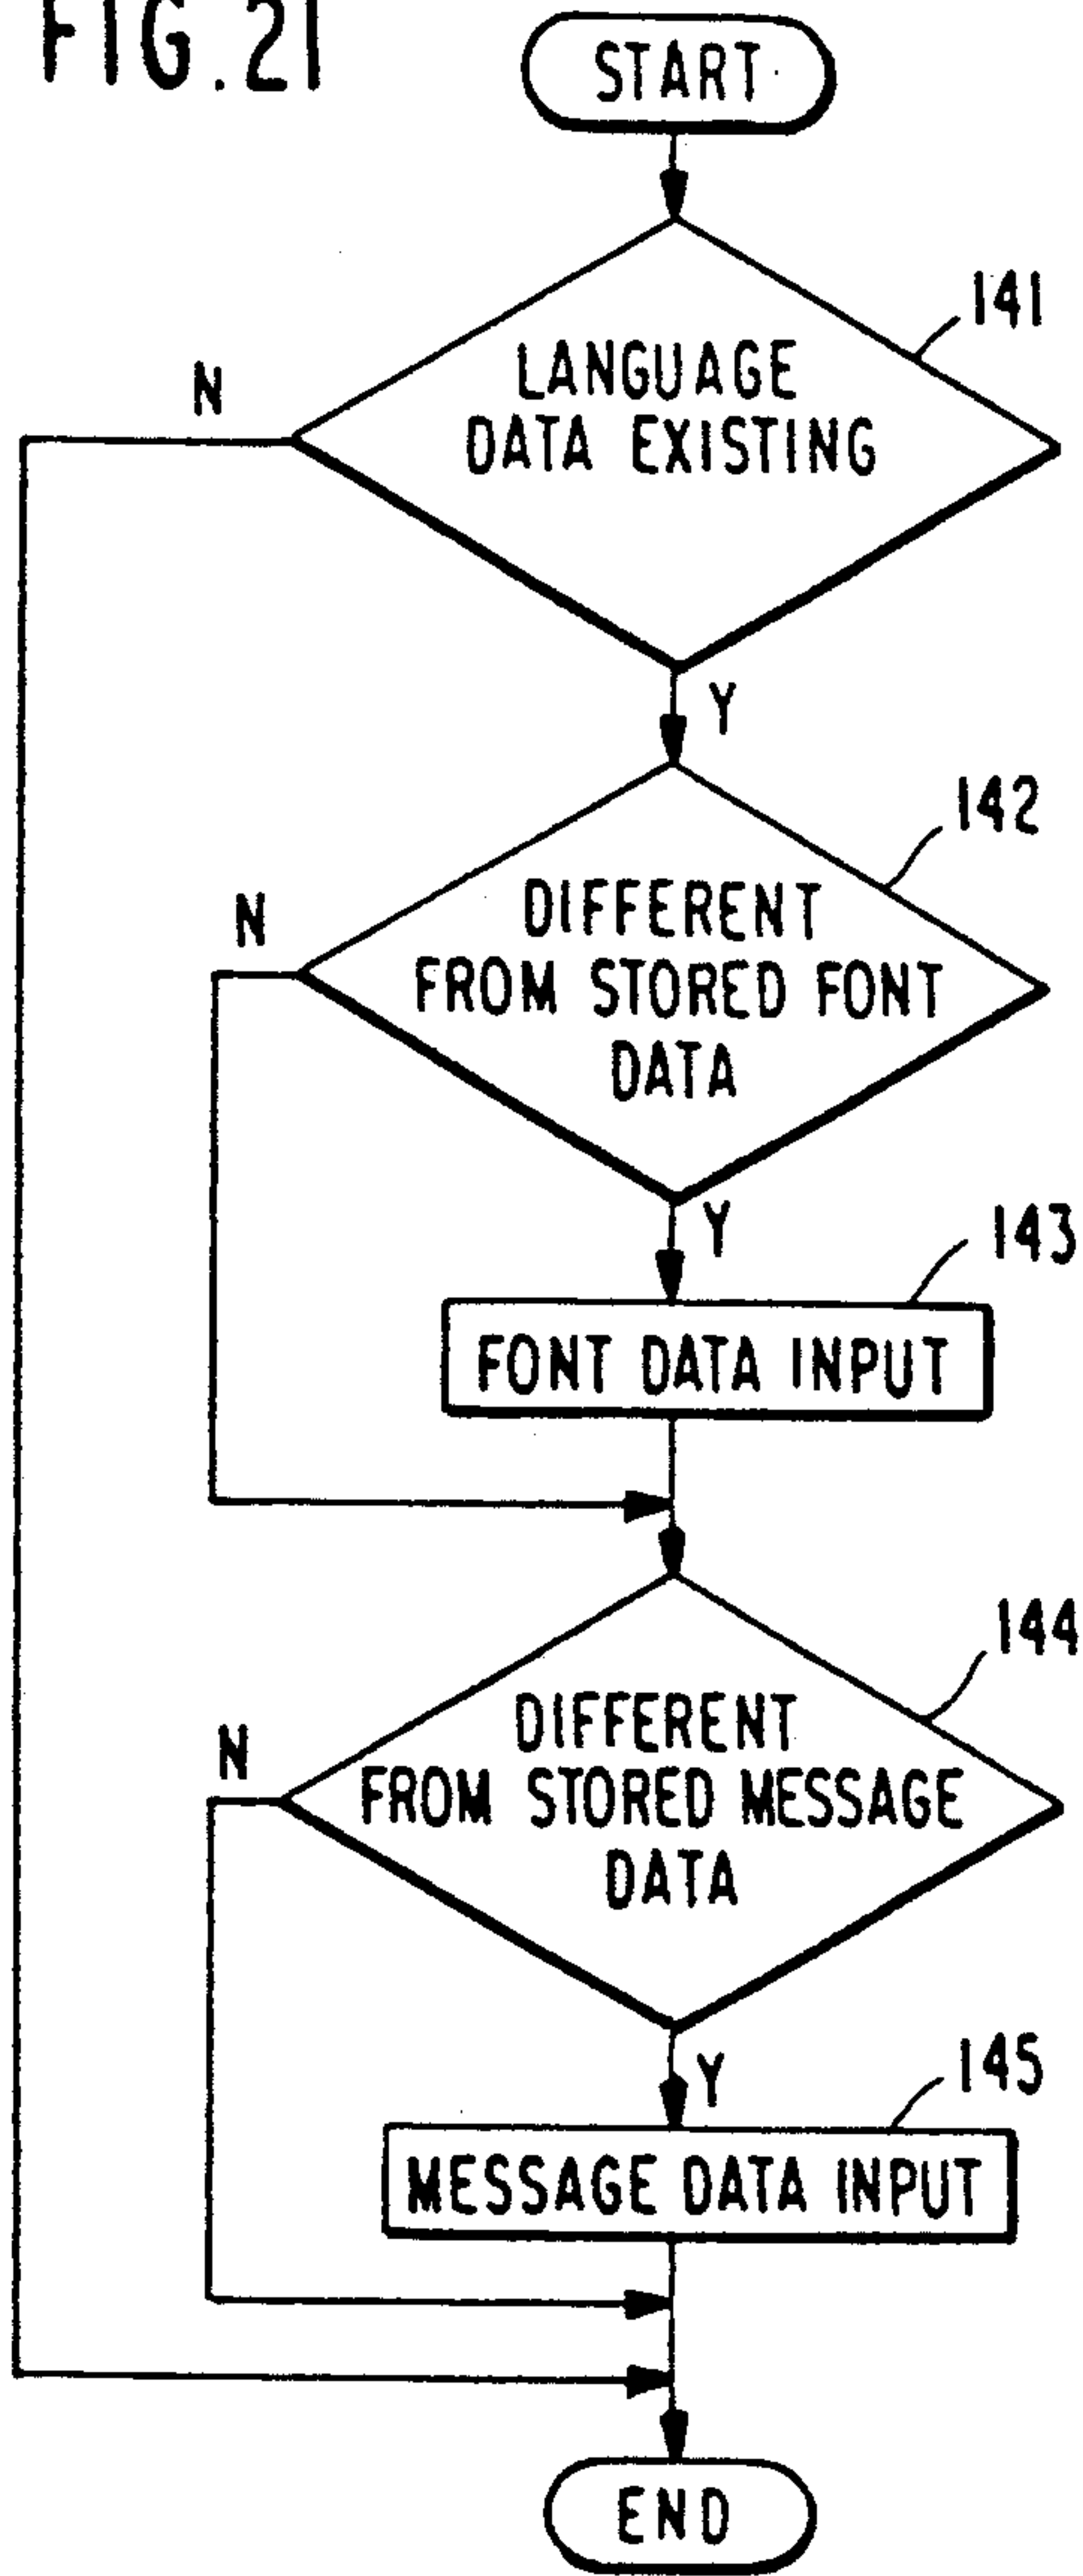 FIG.21
START
141
N
LANGUAGE
DATA EXISTING
Y
142
N
DIFFERENT
FROM STORED FONT
DATA
Y
143
FONT DATA INPUT
144
N
DIFFERENT
FROM STORED MESSAGE
DATA
Y
145
MESSAGE DATA INPUT
END